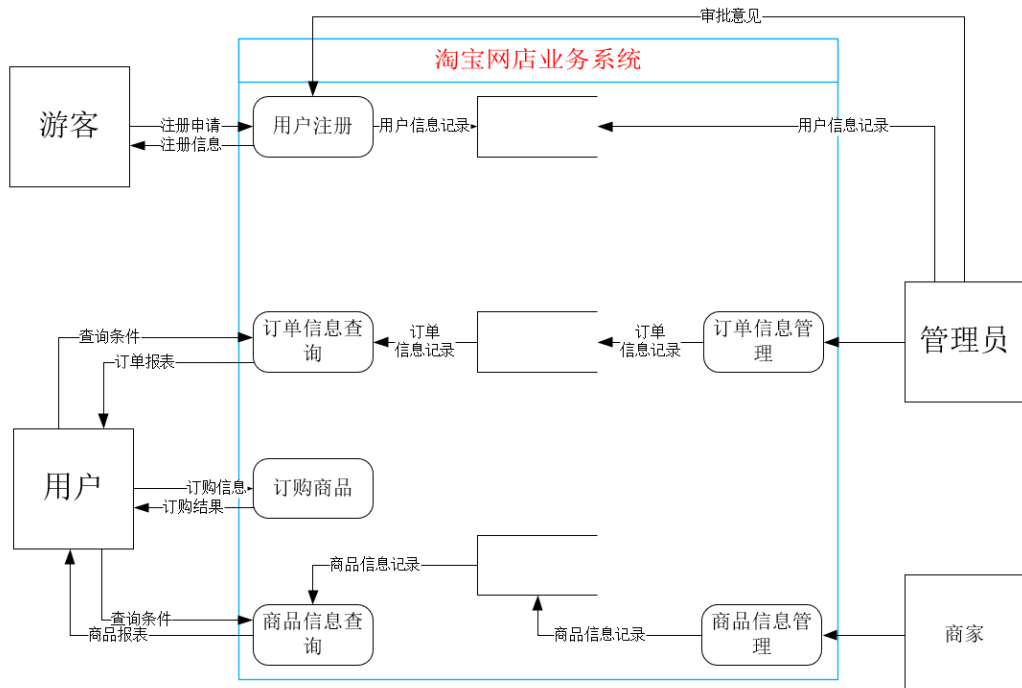 审批意见
淘宝网店业务系统
游客
注册申请
注册信息
用户注册
用户信息记录
用户信息记录
查询条件
订单报表
订单信息查
询
订单
信息记录
订单
信息记录
订单信息管
理
管理员
用户
订购信息
订购结果
订购商品
商品信息记录
查询条件
商品报表
商品信息查
询
商品信息记录
商品信息管
理
商家